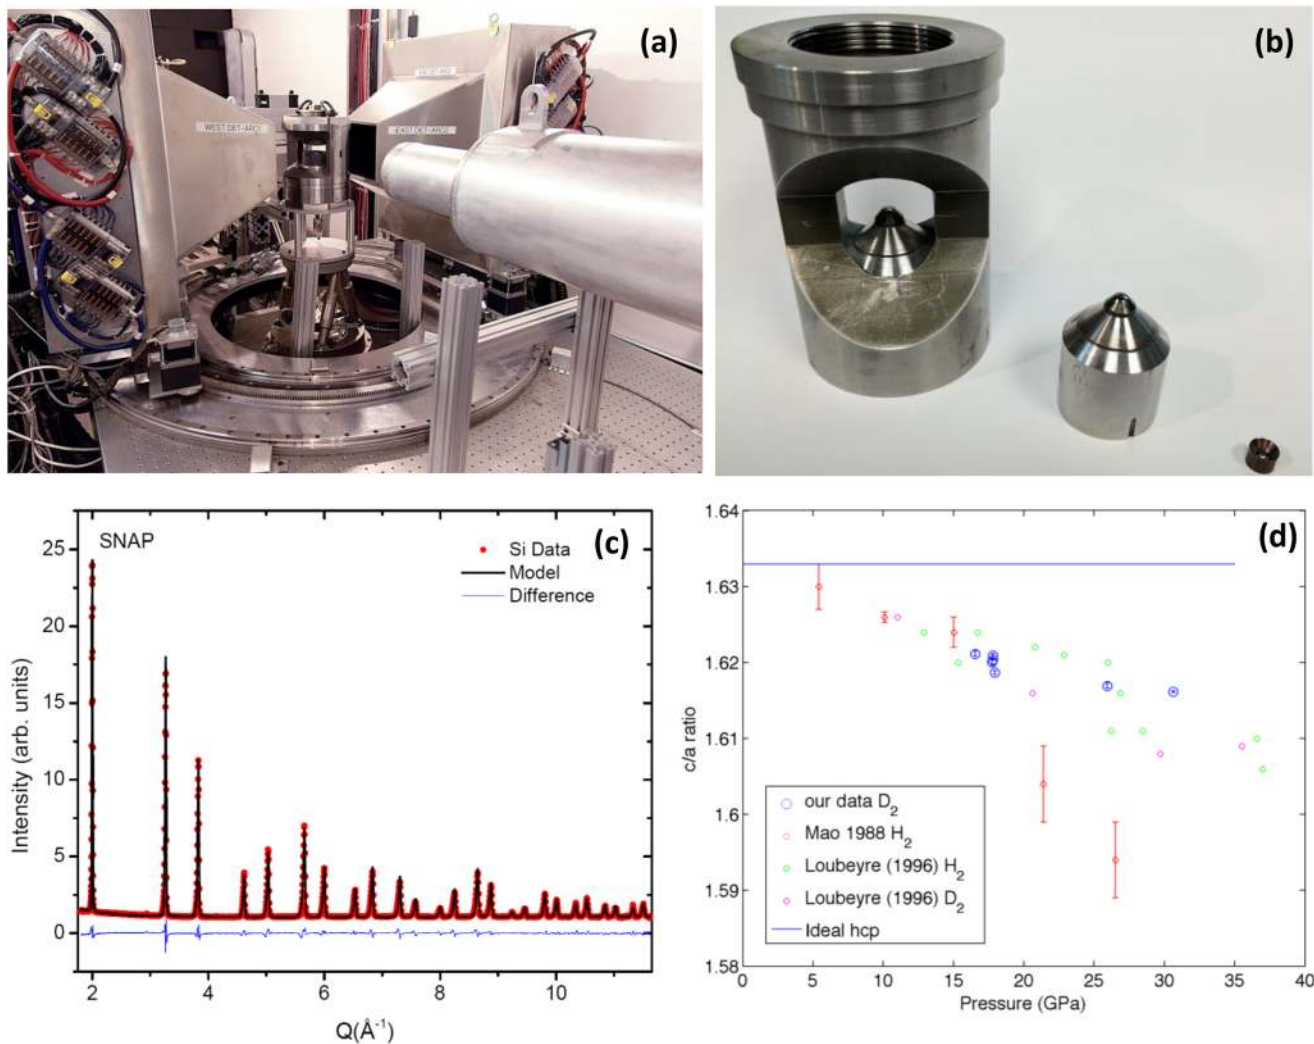 (a)
WEST DET-ARC1
EAST DET-ARC2
(b)
SNAP
(c)
Si Data
Model
Difference
25
20
15
10
5
0
Intensity (arb. units)
2
4
6
8
10
Q(Å⁻¹)
(d)
1.64
1.63
1.62
1.61
1.6
1.59
1.58
c/a ratio
our data D₂
Mao 1988 H₂
Loubeyre (1996) H₂
Loubeyre (1996) D₂
Ideal hcp
0
5
10
15
20
25
30
35
40
Pressure (GPa)